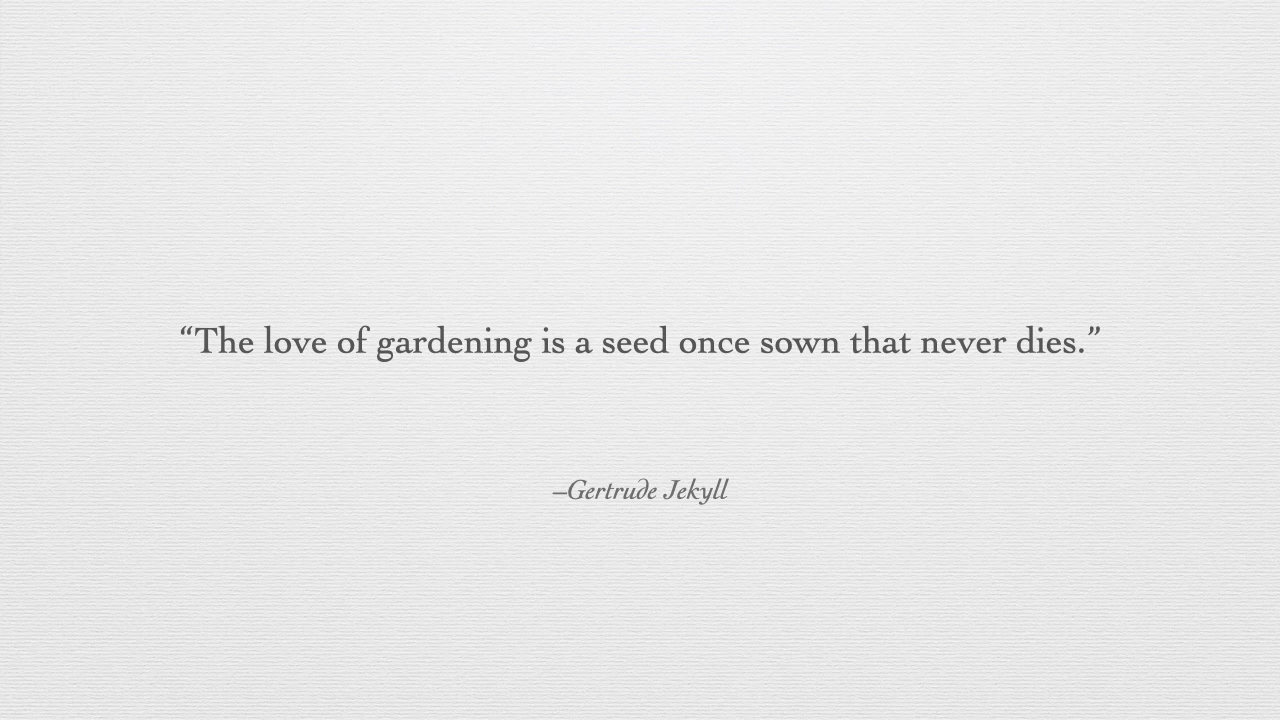 “The love of gardening is a seed once sown that never dies.”
–Gertrude Jekyll